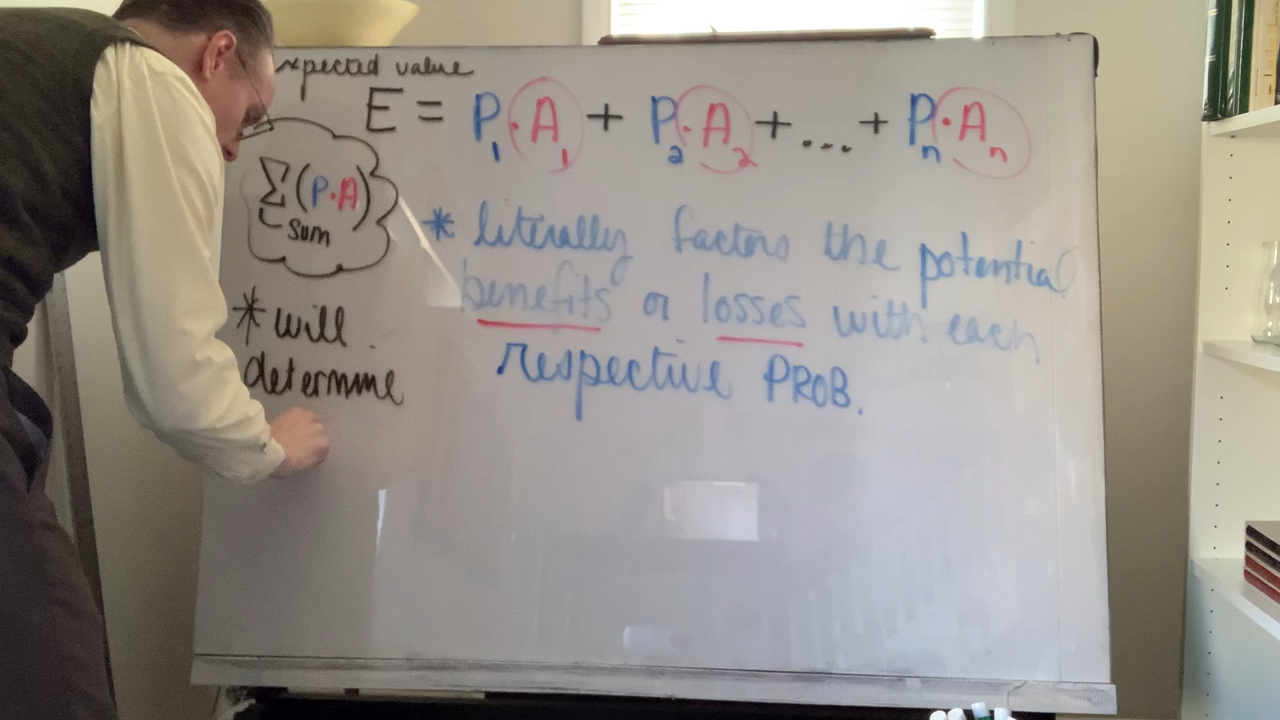 xpected value
E = P₁·A₁ + P₂·A₂ + ... + Pₙ·Aₙ
Σ(P·A)
Sum
* literally factors the potential
benefits or losses with each
respective PROB.
* will
determine